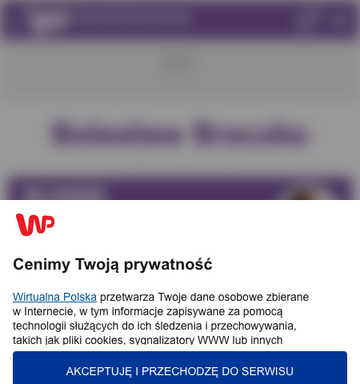 Cenimy Twoją prywatność
Wirtualna Polska przetwarza Twoje dane osobowe zbierane
w Internecie, w tym informacje zapisywane za pomocą
technologii służących do ich śledzenia i przechowywania,
takich jak pliki cookies, sygnalizatory WWW lub innych
AKCEPTUJĘ I PRZECHODZĘ DO SERWISU